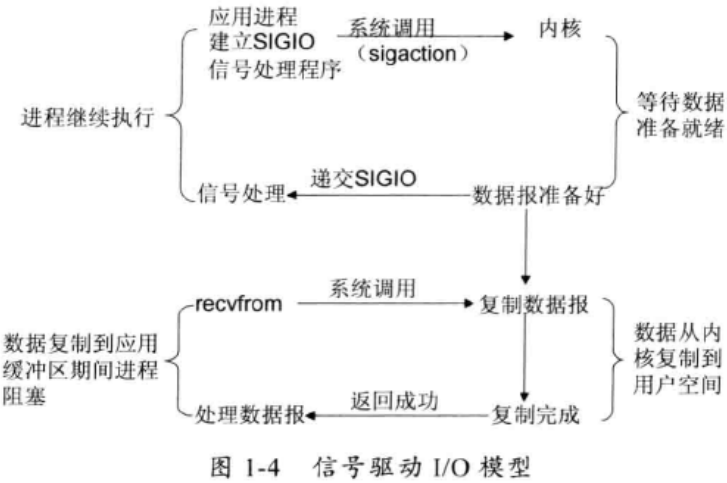 应用进程
建立SIGIO
信号处理程序
系统调用
（sigaction）
内核
进程继续执行
等待数据
准备就绪
信号处理
递交SIGIO
数据报准备好
recvfrom
系统调用
复制数据报
数据复制到应用
缓冲区期间进程
阻塞
数据从内
核复制到
用户空间
处理数据报
返回成功
复制完成
图 1-4 信号驱动 I/O 模型